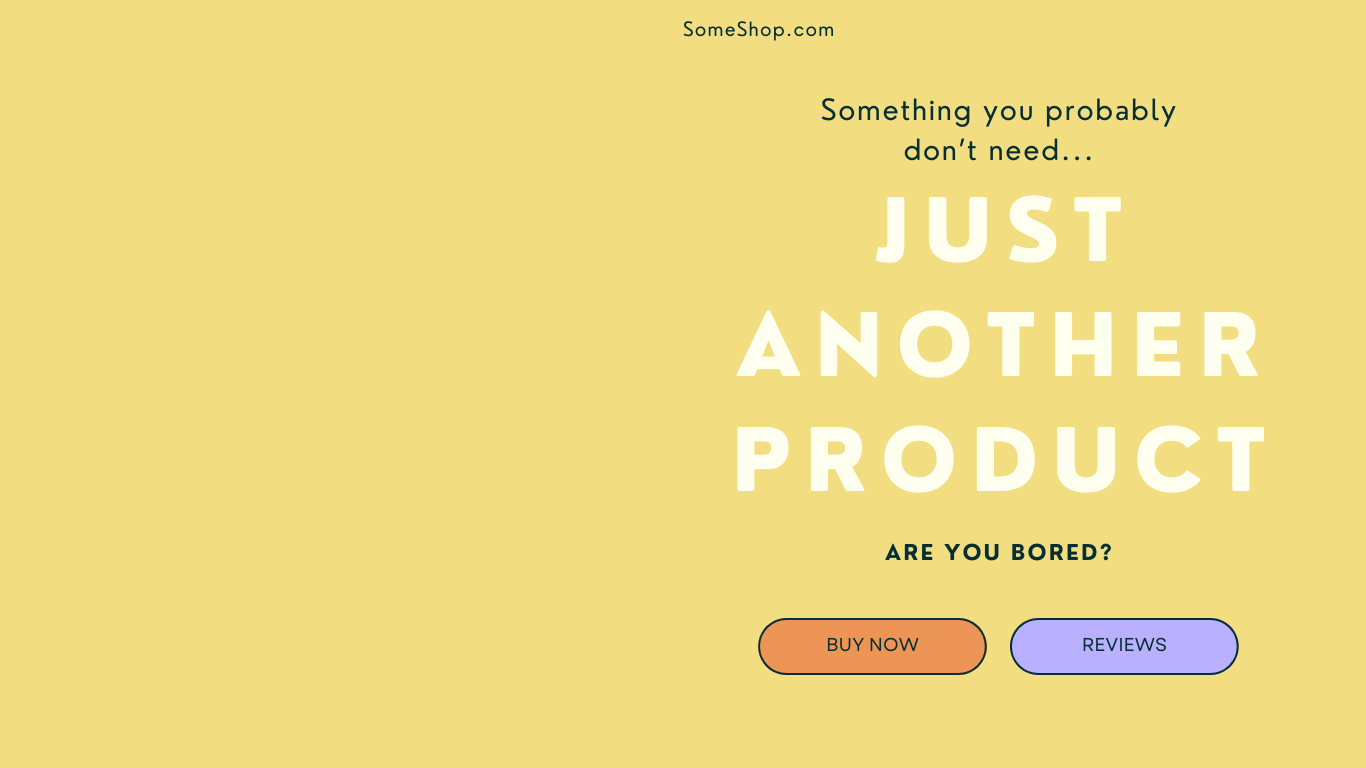 SomeShop.com
Something you probably
don't need...
JUST
ANOTHER
PRODUCT
ARE YOU BORED?
BUY NOW
REVIEWS